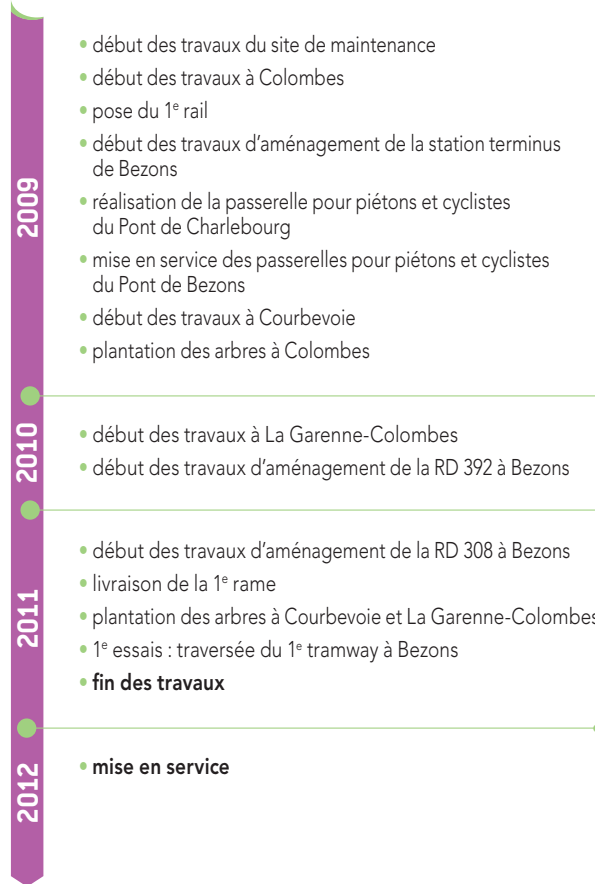 2009
• début des travaux du site de maintenance
• début des travaux à Colombes
• pose du 1e rail
• début des travaux d'aménagement de la station terminus
de Bezons
• réalisation de la passerelle pour piétons et cyclistes
du Pont de Charlebourg
• mise en service des passerelles pour piétons et cyclistes
du Pont de Bezons
• début des travaux à Courbevoie
• plantation des arbres à Colombes
2010
• début des travaux à La Garenne-Colombes
• début des travaux d'aménagement de la RD 392 à Bezons
2011
• début des travaux d'aménagement de la RD 308 à Bezons
• livraison de la 1e rame
• plantation des arbres à Courbevoie et La Garenne-Colombes
• 1e essais : traversée du 1e tramway à Bezons
• fin des travaux
2012
• mise en service